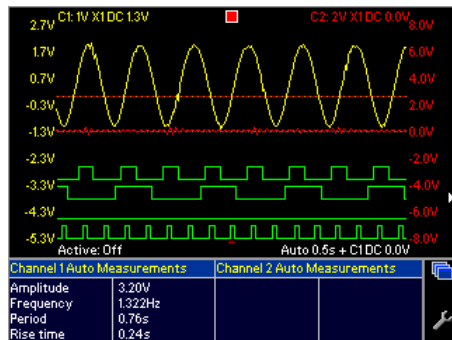 C1: 1V X1 DC 1.3V
C2: 2V X1 DC 0.0V
2.7V
8.0V
1.7V
6.0V
0.7V
4.0V
-0.3V
2.0V
-1.3V
0.0V
-2.3V
-2.0V
-3.3V
-4.0V
-4.3V
-6.0V
-5.3V
-8.0V
Active: Off
Auto 0.5s + C1 DC 0.0V
Channel 1 Auto Measurements
Channel 2 Auto Measurements
Amplitude 3.20V
Frequency 1.322Hz
Period 0.76s
Rise time 0.24s